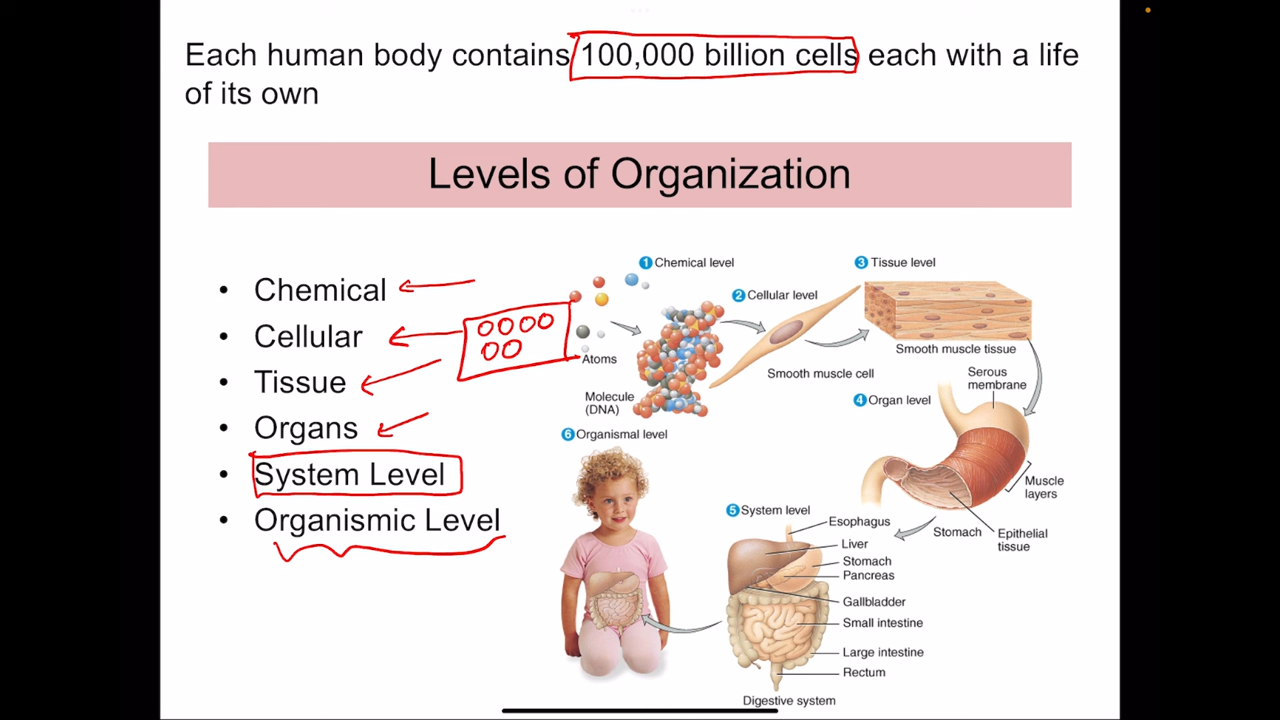 Each human body contains 100,000 billion cells each with a life
of its own
Levels of Organization
• Chemical
• Cellular
• Tissue
• Organs
• System Level
• Organismic Level
1 Chemical level
Atoms
Molecule
(DNA)
2 Cellular level
Smooth muscle cell
3 Tissue level
Smooth muscle tissue
4 Organ level
Serous
membrane
Muscle
layers
Stomach
Epithelial
tissue
5 System level
Esophagus
Liver
Stomach
Pancreas
Gallbladder
Small intestine
Large intestine
Rectum
Digestive system
6 Organismal level